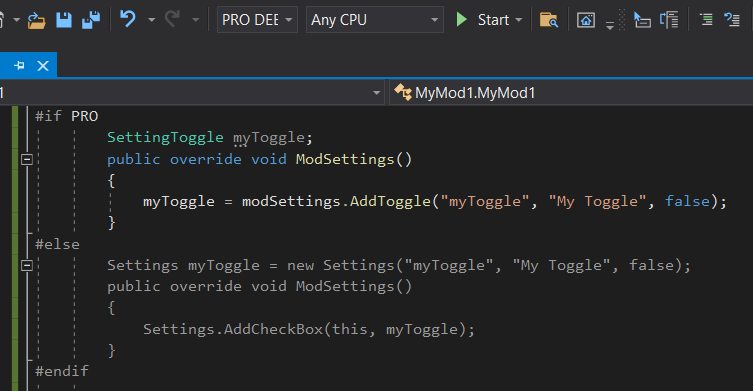 PRO DEE Any CPU Start
MyMod1.MyMod1
#if PRO
SettingToggle myToggle;
public override void ModSettings()
{
myToggle = modSettings.AddToggle("myToggle", "My Toggle", false);
}
#else
Settings myToggle = new Settings("myToggle", "My Toggle", false);
public override void ModSettings()
{
Settings.AddCheckBox(this, myToggle);
}
#endif